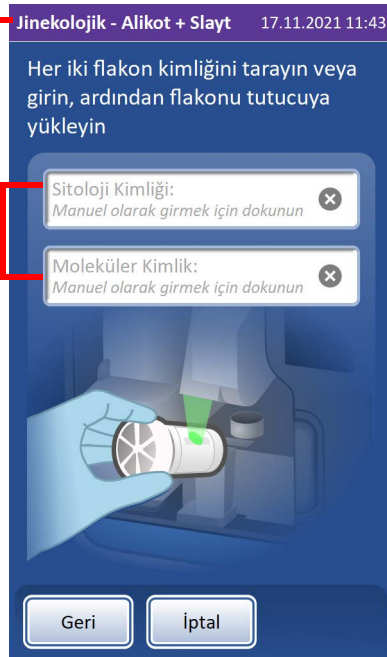 Jinekolojik - Alikot + Slayt 17.11.2021 11:43
Her iki flakon kimliğini tarayın veya
girin, ardından flakonu tutucuya
yükleyin
Sitoloji Kimliği:
Manuel olarak girmek için dokunun
Moleküler Kimlik:
Manuel olarak girmek için dokunun
Geri İptal